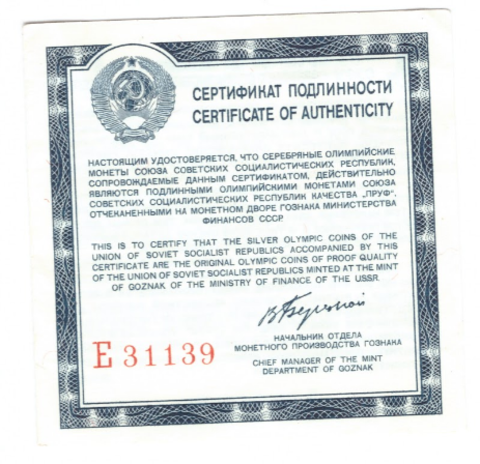 СЕРТИФИКАТ ПОДЛИННОСТИ
CERTIFICATE OF AUTHENTICITY
НАСТОЯЩИМ УДОСТОВЕРЯЕТСЯ, ЧТО СЕРЕБРЯНЫЕ ОЛИМПИЙСКИЕ
МОНЕТЫ СОЮЗА СОВЕТСКИХ СОЦИАЛИСТИЧЕСКИХ РЕСПУБЛИК,
СОПРОВОЖДАЕМЫЕ ДАННЫМ СЕРТИФИКАТОМ, ДЕЙСТВИТЕЛЬНО
ЯВЛЯЮТСЯ ПОДЛИННЫМИ ОЛИМПИЙСКИМИ МОНЕТАМИ СОЮЗА
СОВЕТСКИХ СОЦИАЛИСТИЧЕСКИХ РЕСПУБЛИК КАЧЕСТВА „ПРУФ",
ОТЧЕКАНЕННЫМИ НА МОНЕТНОМ ДВОРЕ ГОЗНАКА МИНИСТЕРСТВА
ФИНАНСОВ СССР.
THIS IS TO CERTIFY THAT THE SILVER OLYMPIC COINS OF THE
UNION OF SOVIET SOCIALIST REPUBLICS ACCOMPANIED BY THIS
CERTIFICATE ARE THE ORIGINAL OLYMPIC COINS OF PROOF QUALITY
OF THE UNION OF SOVIET SOCIALIST REPUBLICS MINTED AT THE MINT
OF GOZNAK OF THE MINISTRY OF FINANCE OF THE USSR.
НАЧАЛЬНИК ОТДЕЛА
МОНЕТНОГО ПРОИЗВОДСТВА ГОЗНАКА
E 31139
CHIEF MANAGER OF THE MINT
DEPARTMENT OF GOZNAK